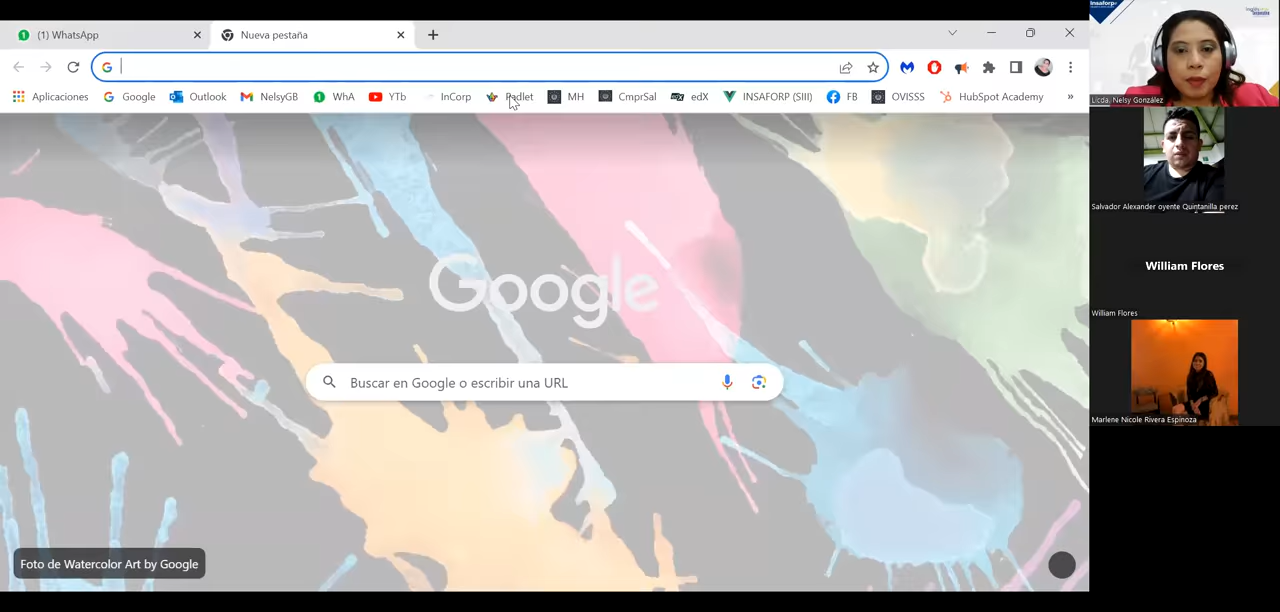 (1) WhatsApp
Nueva pestaña
Aplicaciones
Google
Outlook
NelsyGB
WhA
YTb
InCorp
Padlet
MH
CmprSal
edX
INSAFORP (SIII)
FB
OVISSS
HubSpot Academy
»
Google
Buscar en Google o escribir una URL
Foto de Watercolor Art by Google
Insaforp
Licda. Nelsy González
Salvador Alexander oyente Quintanilla perez
William Flores
William Flores
Marlene Nicole Rivera Espinoza